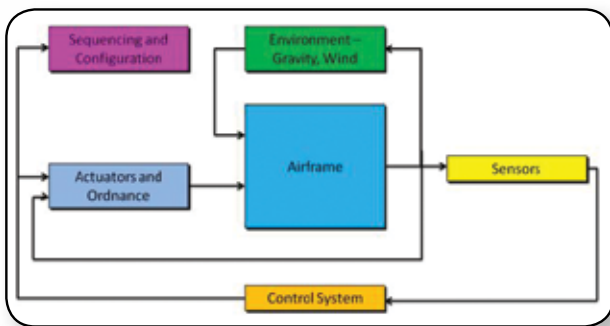 Sequencing and
Configuration
Environment –
Gravity, Wind
Actuators and
Ordnance
Airframe
Sensors
Control System